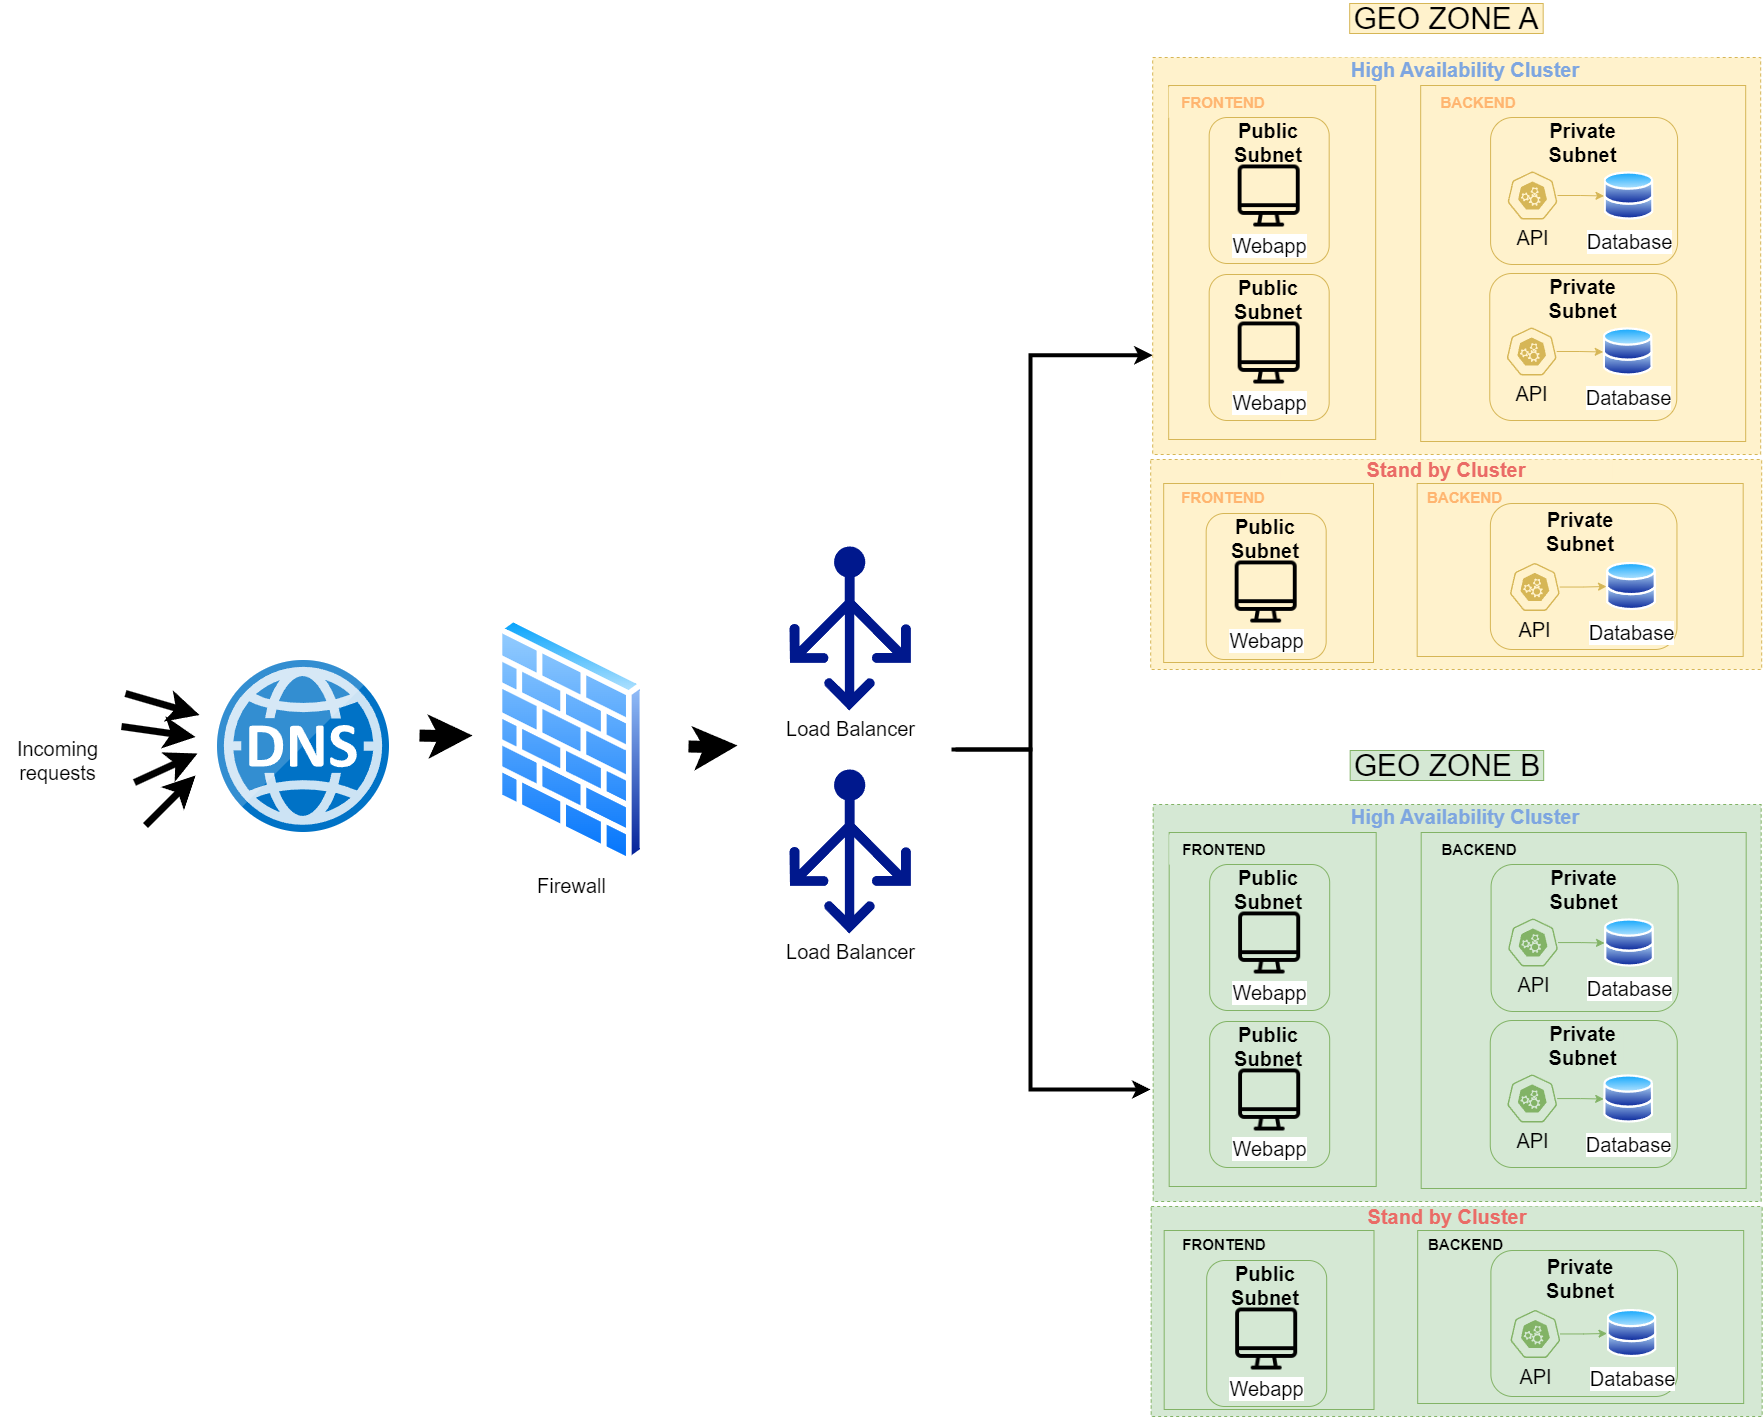 Incoming
requests
DNS
Firewall
Load Balancer
Load Balancer
GEO ZONE A
High Availability Cluster
FRONTEND
Public
Subnet
Webapp
Public
Subnet
Webapp
BACKEND
Private
Subnet
API
Database
Private
Subnet
API
Database
Stand by Cluster
FRONTEND
Public
Subnet
Webapp
BACKEND
Private
Subnet
API
Database
GEO ZONE B
High Availability Cluster
FRONTEND
Public
Subnet
Webapp
Public
Subnet
Webapp
BACKEND
Private
Subnet
API
Database
Private
Subnet
API
Database
Stand by Cluster
FRONTEND
Public
Subnet
Webapp
BACKEND
Private
Subnet
API
Database